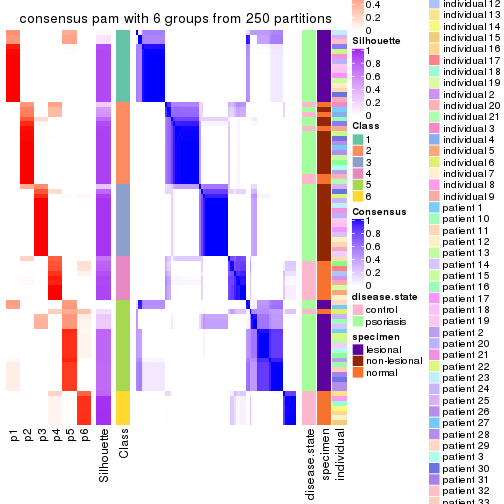 consensus pam with 6 groups from 250 partitions
p1
p2
p3
p4
p5
p6
Silhouette
Class
disease.state
specimen
individual
0.4
0.2
0
Silhouette
1
0.8
0.6
0.4
0.2
0
Class
1
2
3
4
5
6
Consensus
1
0.8
0.6
0.4
0.2
0
disease.state
control
psoriasis
specimen
lesional
non-lesional
normal
individual 12
individual 13
individual 14
individual 15
individual 16
individual 17
individual 18
individual 19
individual 2
individual 20
individual 21
individual 3
individual 4
individual 5
individual 6
individual 7
individual 8
individual 9
patient 1
patient 10
patient 11
patient 12
patient 13
patient 14
patient 15
patient 16
patient 17
patient 18
patient 19
patient 2
patient 20
patient 21
patient 22
patient 23
patient 24
patient 25
patient 26
patient 27
patient 28
patient 29
patient 3
patient 30
patient 31
patient 32
patient 33